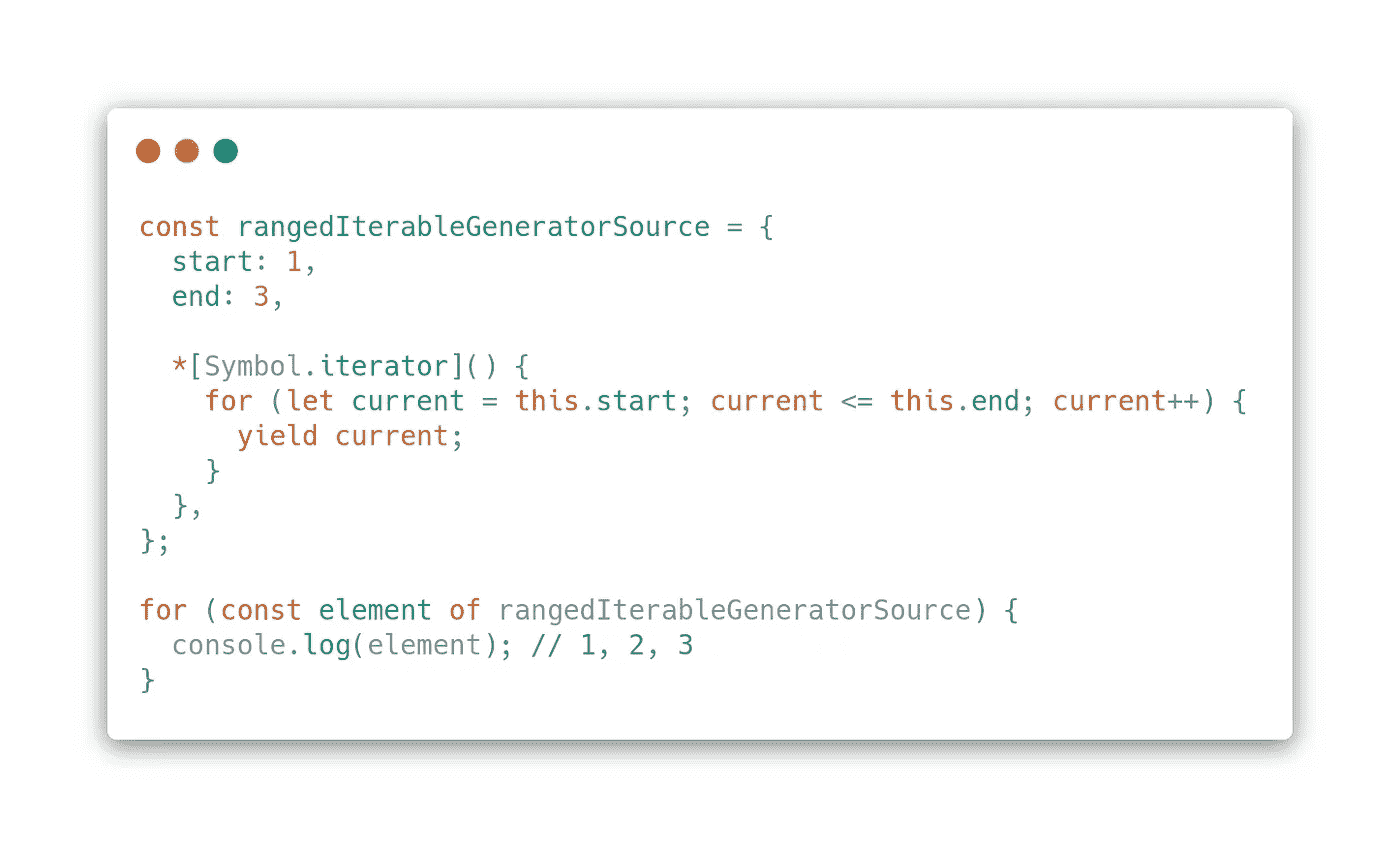 const rangedIterableGeneratorSource = {
  start: 1,
  end: 3,

  *[Symbol.iterator]() {
    for (let current = this.start; current <= this.end; current++) {
      yield current;
    }
  },
};

for (const element of rangedIterableGeneratorSource) {
  console.log(element); // 1, 2, 3
}